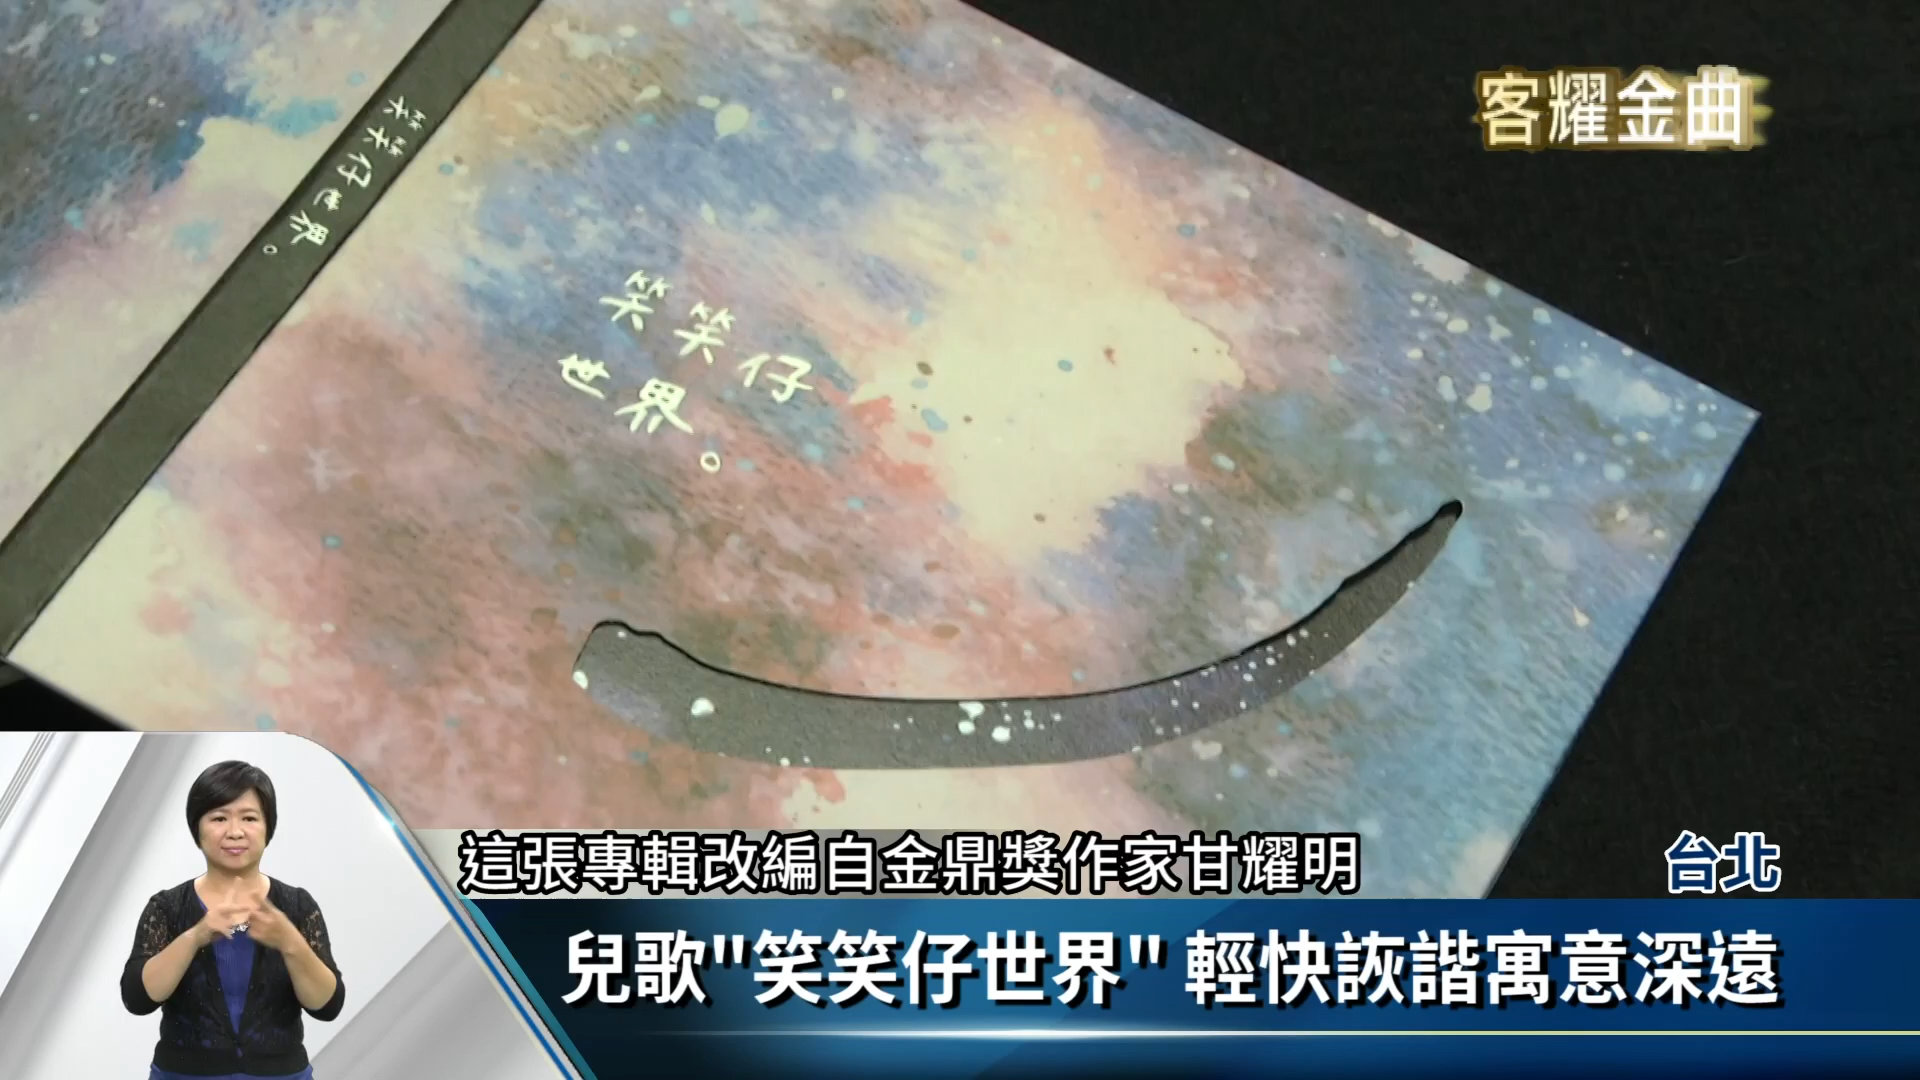 客耀金曲
笑笑仔世界。
笑笑仔
世界。
這張專輯改編自金鼎獎作家甘耀明
台北
兒歌"笑笑仔世界" 輕快詼諧寓意深遠